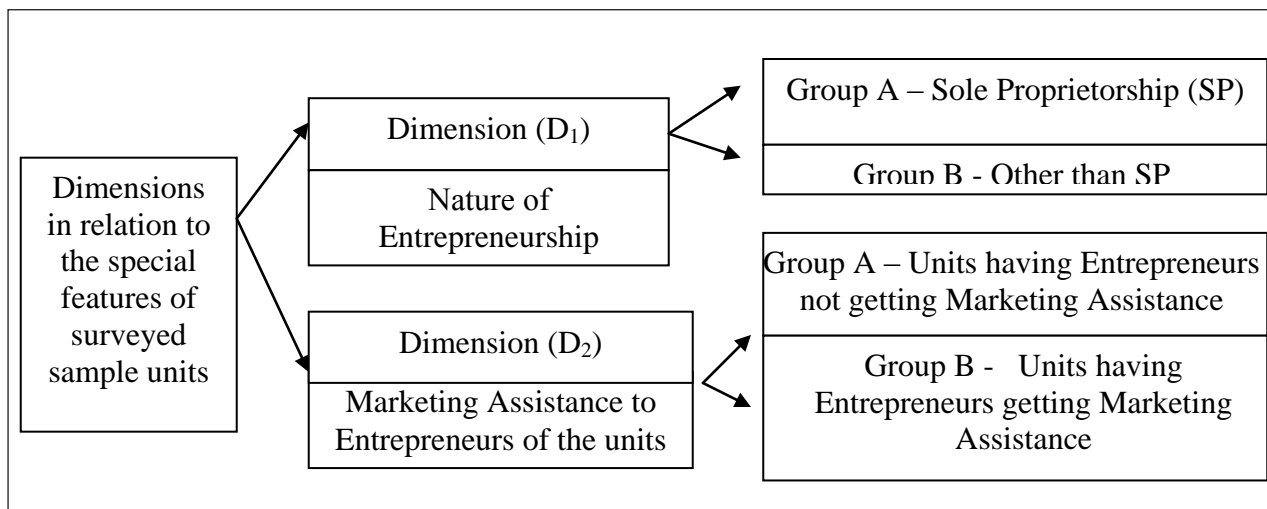 Dimensions
in relation to
the special
features of
surveyed
sample units
Dimension (D₁)
Nature of
Entrepreneurship
Group A – Sole Proprietorship (SP)
Group B - Other than SP
Dimension (D₂)
Marketing Assistance to
Entrepreneurs of the units
Group A – Units having Entrepreneurs
not getting Marketing Assistance
Group B -   Units having
Entrepreneurs getting Marketing
Assistance